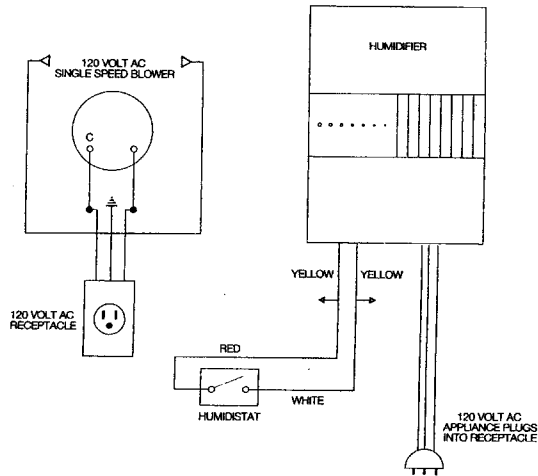 120 VOLT AC
SINGLE SPEED BLOWER
C
120 VOLT AC
RECEPTACLE
HUMIDIFIER
YELLOW
YELLOW
RED
WHITE
HUMIDISTAT
120 VOLT AC
APPLIANCE PLUGS
INTO RECEPTACLE